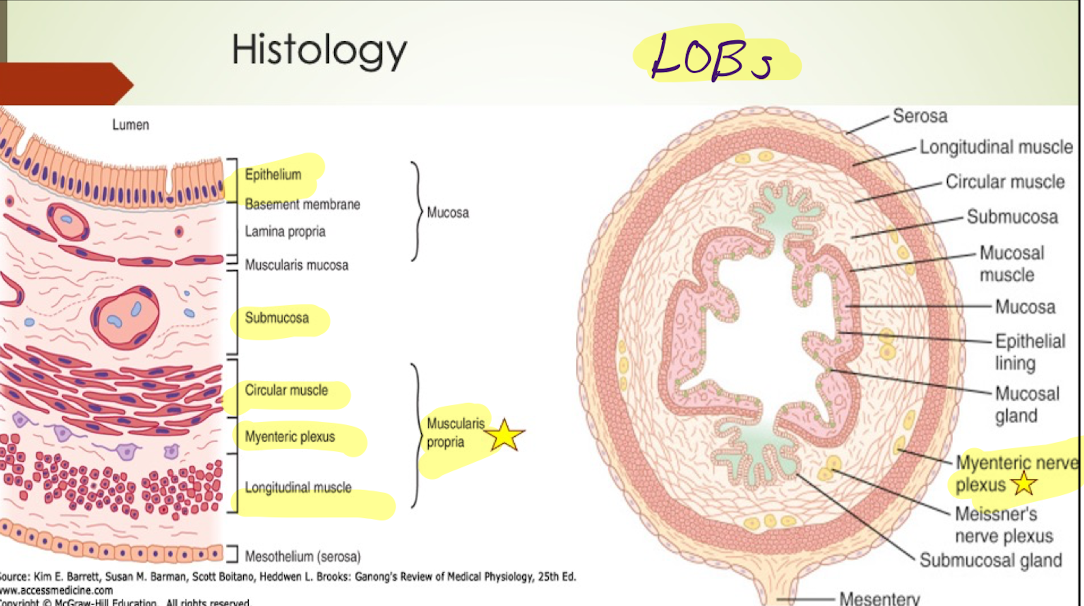 Histology
LOBs
Lumen
Epithelium
Basement membrane
Lamina propria
Mucosa
Muscularis mucosa
Submucosa
Circular muscle
Myenteric plexus
Muscularis
propria
Longitudinal muscle
Mesothelium (serosa)
Source: Kim E. Barrett, Susan M. Barman, Scott Boitano, Heddwen L. Brooks: Ganong's Review of Medical Physiology, 25th Ed.
www.accessmedicine.com
Copyright © McGraw-Hill Education. All rights reserved
Serosa
Longitudinal muscle
Circular muscle
Submucosa
Mucosal
muscle
Mucosa
Epithelial
lining
Mucosal
gland
Myenteric nerve
plexus
Meissner's
nerve plexus
Submucosal gland
Mesentery